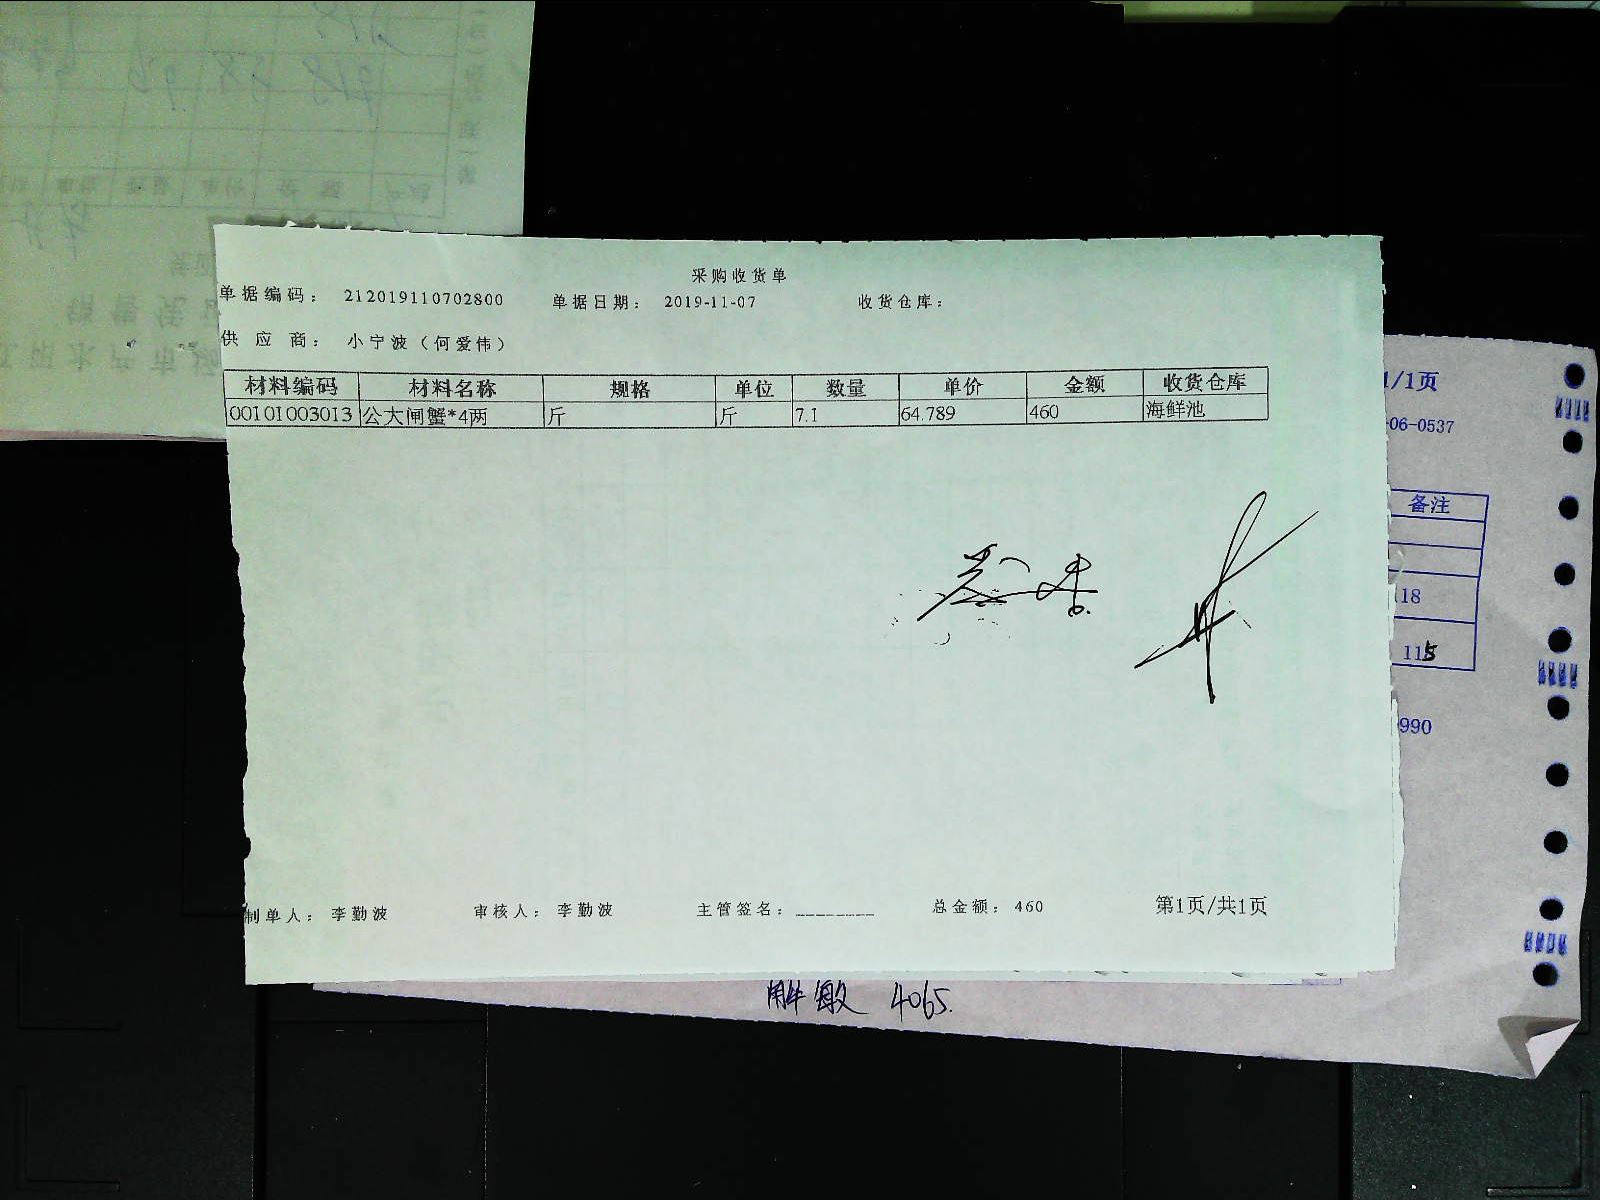 采购收货单
单据编码： 212019110702800 单据日期： 2019-11-07 收货仓库：
供 应 商： 小宁波（何爱伟）
材料编码 材料名称 规格 单位 数量 单价 金额 收货仓库
00101003013 公大闸蟹*4两 斤 斤 7.1 64.789 460 海鲜池
制单人： 李勤波 审核人： 李勤波 主管签名：________ 总金额： 460 第1页/共1页
1/1页
-06-0537
备注
118
115
990
解敏 4065.